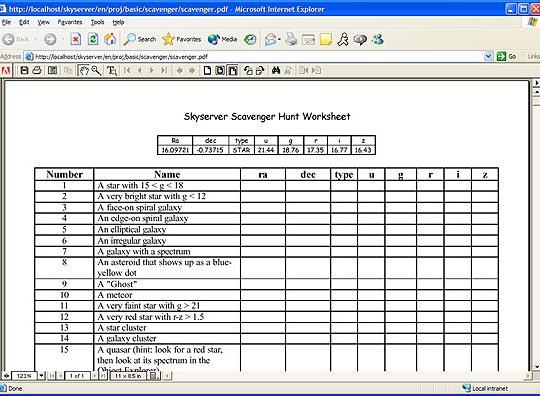 http://localhost/skyserver/en/proj/basic/scavenger/scavenger.pdf - Microsoft Internet Explorer
File Edit View Favorites Tools Help
Back Search Favorites Media
Address http://localhost/skyserver/en/proj/basic/scavenger/scavenger.pdf Go Links
Skyserver Scavenger Hunt Worksheet
Ra dec type u g r i z
16.09721 -0.73715 STAR 21.44 18.76 17.35 16.77 16.43
Number Name ra dec type u g r i z
1 A star with 15 < g < 18
2 A very bright star with g < 12
3 A face-on spiral galaxy
4 An edge-on spiral galaxy
5 An elliptical galaxy
6 An irregular galaxy
7 A galaxy with a spectrum
8 An asteroid that shows up as a blue-
yellow dot
9 A "Ghost"
10 A meteor
11 A very faint star with g > 21
12 A very red star with r-z > 1.5
13 A star cluster
14 A galaxy cluster
15 A quasar (hint: look for a red star,
then look at its spectrum in the
Object Explorer)
123% 1 of 1 11 x 8.5 in
Done Local intranet